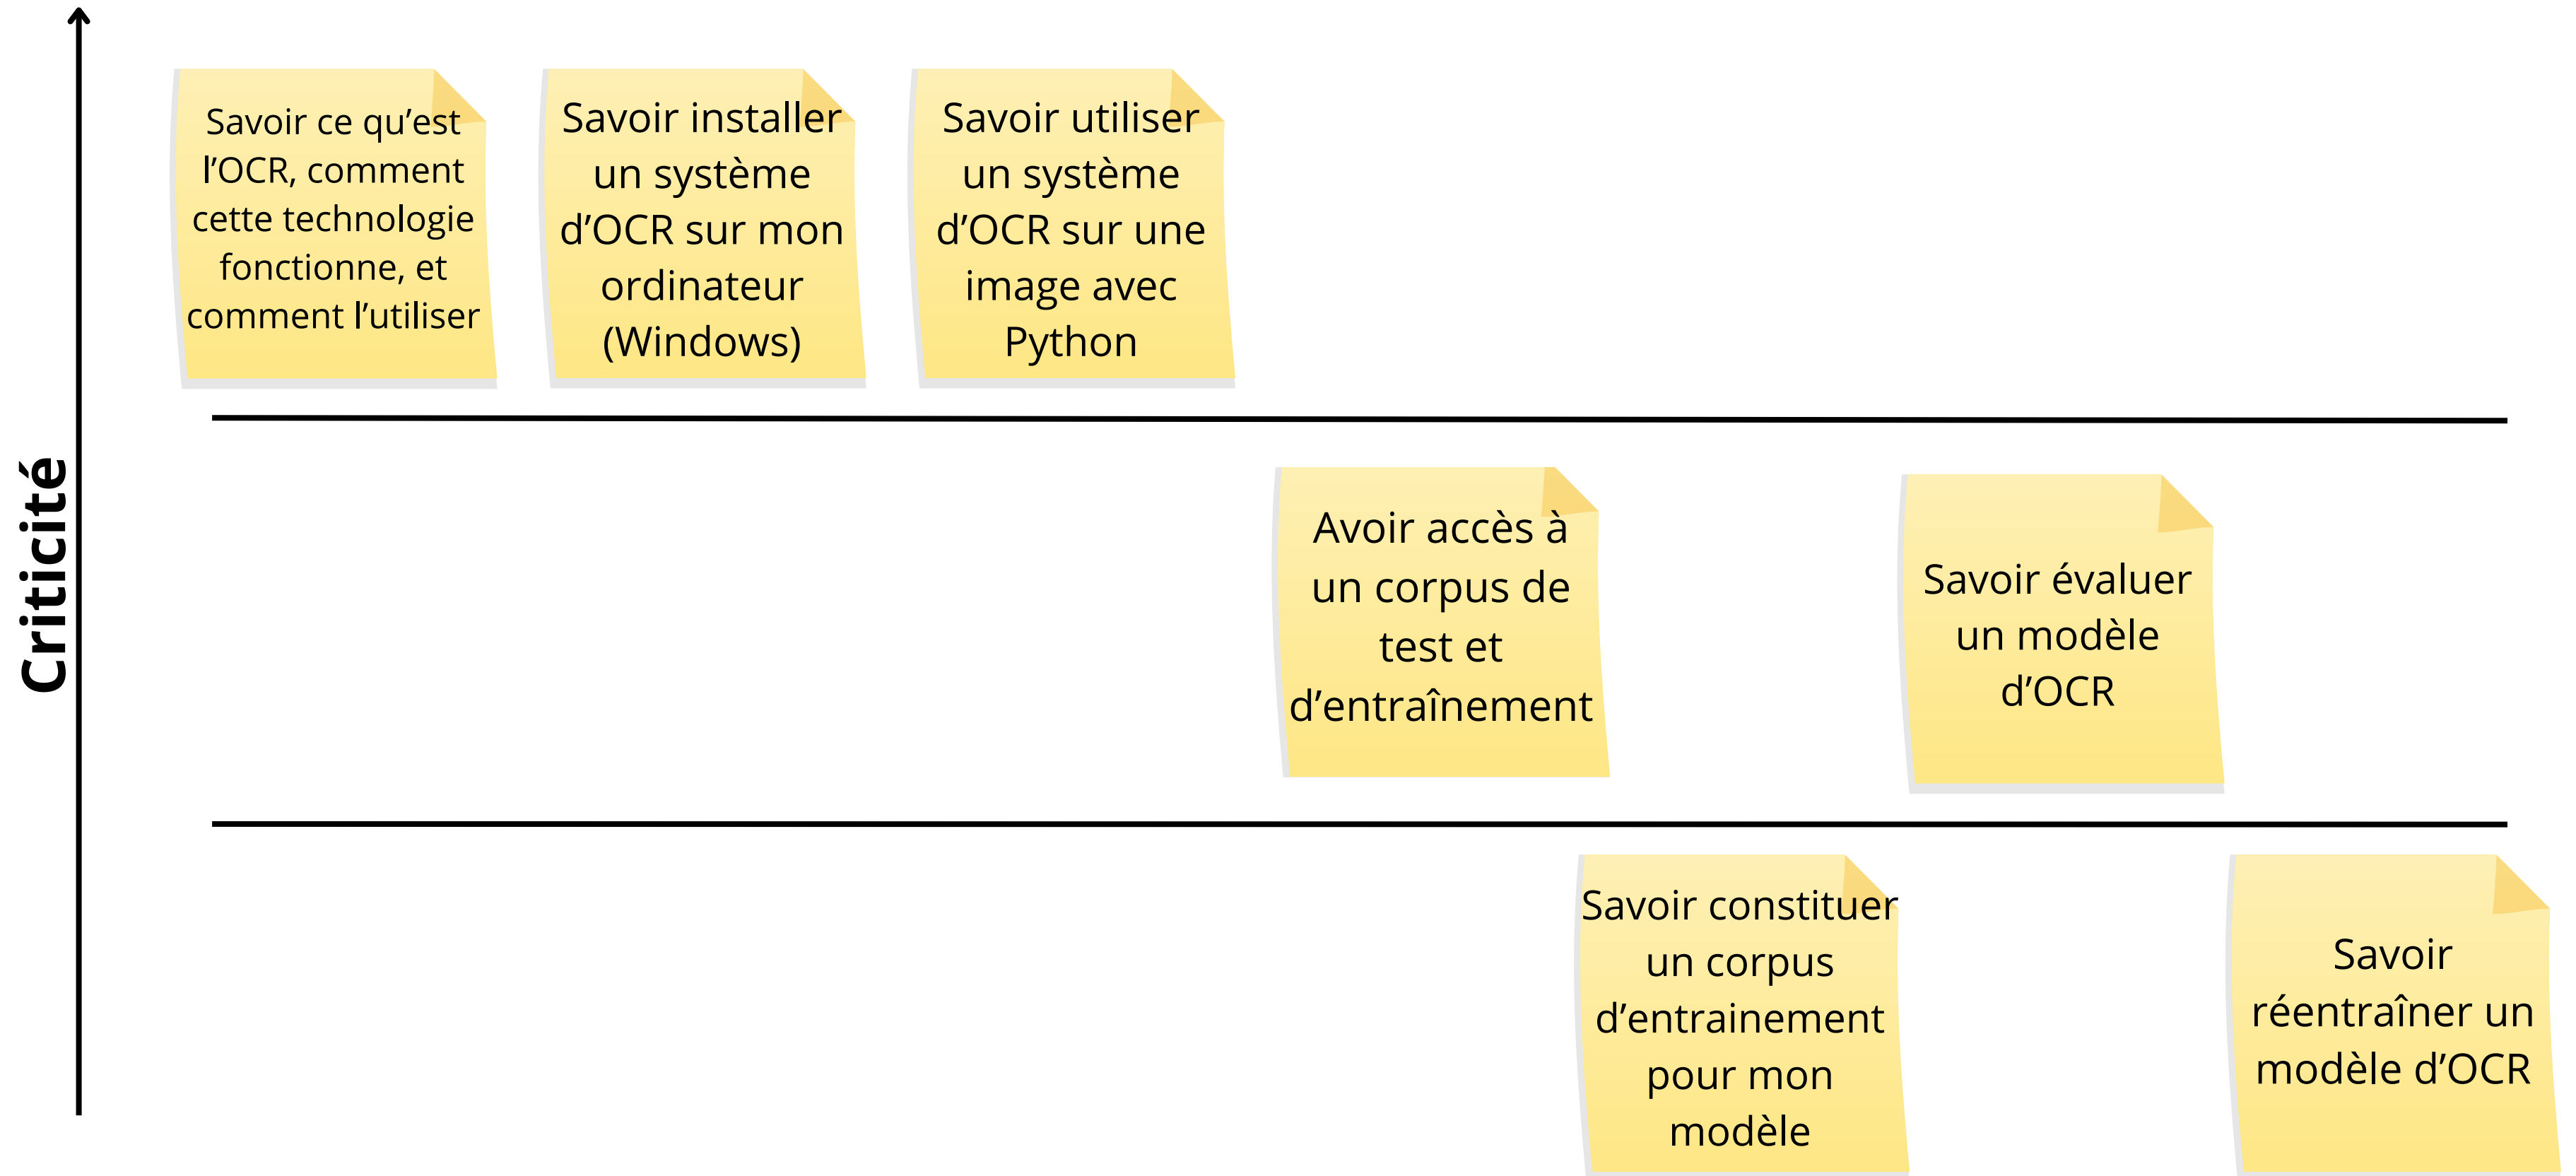 Criticité
Savoir ce qu’est
l’OCR, comment
cette technologie
fonctionne, et
comment l’utiliser
Savoir installer
un système
d’OCR sur mon
ordinateur
(Windows)
Savoir utiliser
un système
d’OCR sur une
image avec
Python
Avoir accès à
un corpus de
test et
d’entraînement
Savoir évaluer
un modèle
d’OCR
Savoir constituer
un corpus
d’entrainement
pour mon
modèle
Savoir
réentraîner un
modèle d’OCR